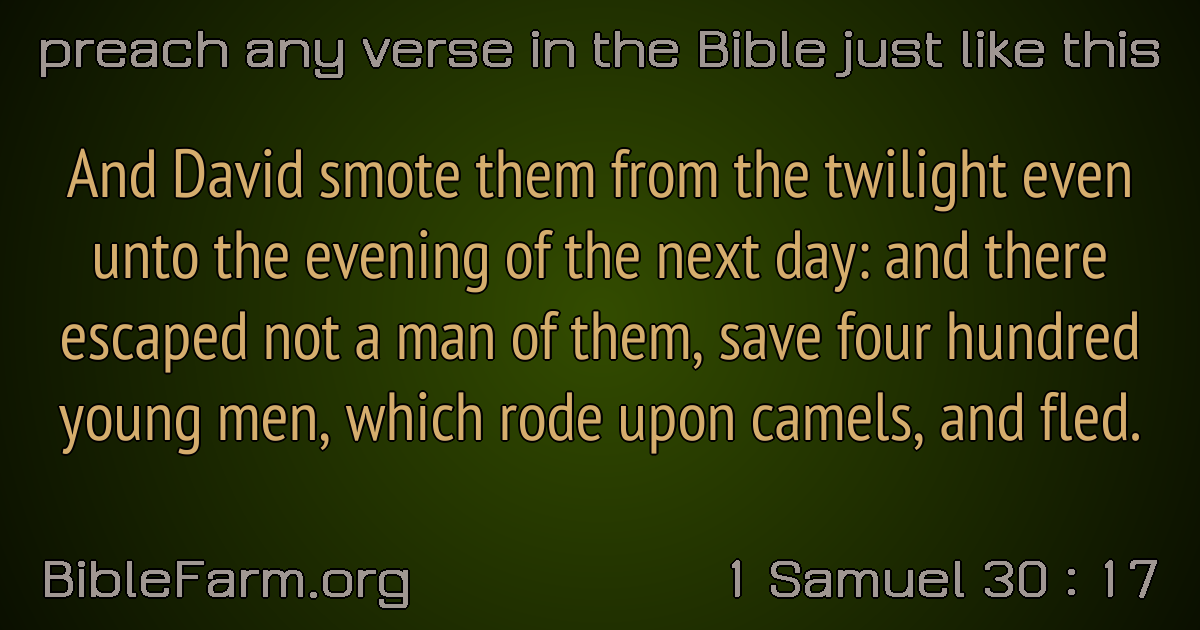 preach any verse in the Bible just like this
And David smote them from the twilight even
unto the evening of the next day: and there
escaped not a man of them, save four hundred
young men, which rode upon camels, and fled.
BibleFarm.org
1 Samuel 30 : 17